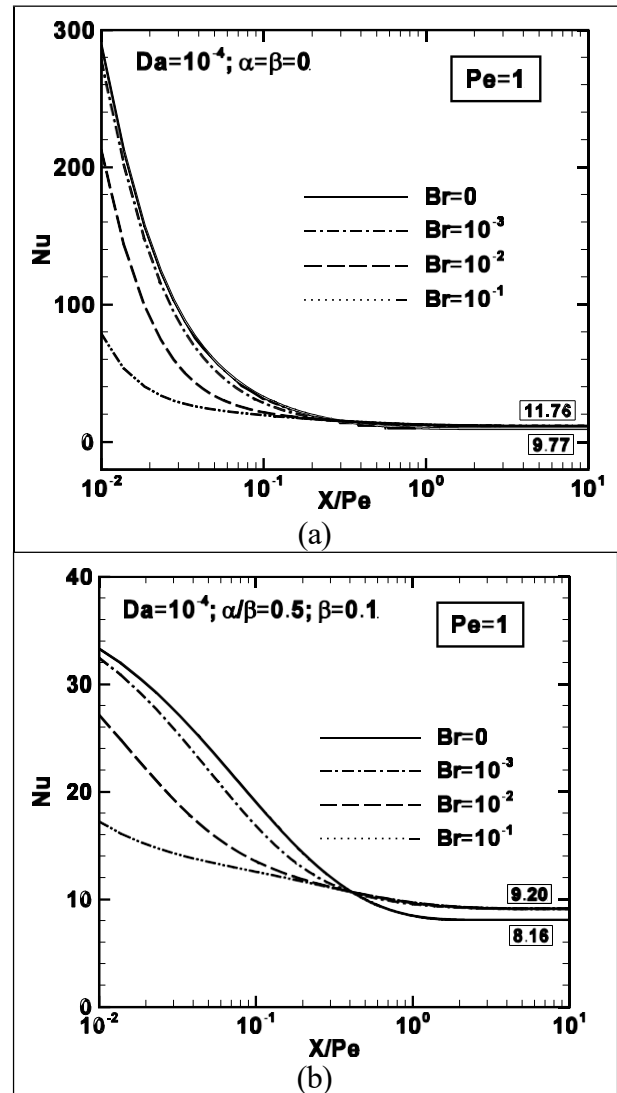 300
Da=10⁻⁴; α=β=0
Pe=1
Br=0
Br=10⁻³
Br=10⁻²
Br=10⁻¹
200
Nu
100
11.76
9.77
0
10⁻² 10⁻¹ 10⁰ 10¹
X/Pe
(a)
40
Da=10⁻⁴; α/β=0.5; β=0.1
Pe=1
30
Br=0
Br=10⁻³
Br=10⁻²
Br=10⁻¹
Nu
20
10
9.20
8.16
0
10⁻² 10⁻¹ 10⁰ 10¹
X/Pe
(b)